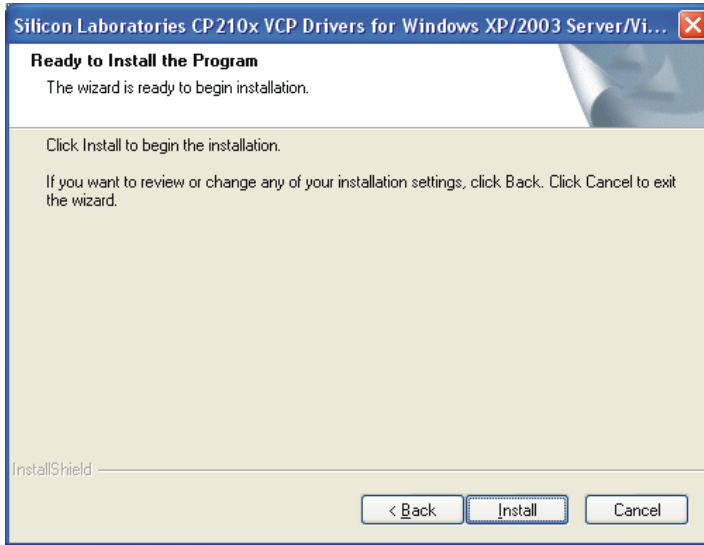 Silicon Laboratories CP210x VCP Drivers for Windows XP/2003 Server/Vi...
Ready to Install the Program
The wizard is ready to begin installation.
Click Install to begin the installation.
If you want to review or change any of your installation settings, click Back. Click Cancel to exit
the wizard.
InstallShield
< Back Install Cancel